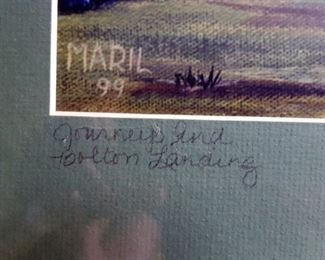 MARIL
99
Journeys End
Bolton Landing